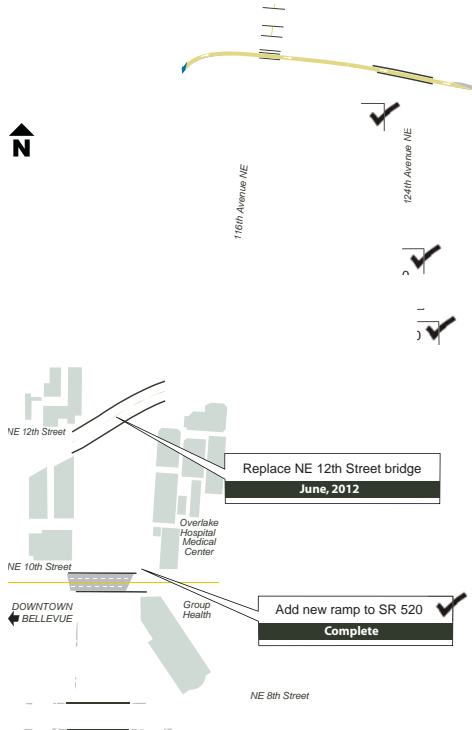 124th Avenue NE
N
116th Avenue NE
NE 12th Street
Replace NE 12th Street bridge
June, 2012
Overlake
Hospital
Medical
Center
NE 10th Street
DOWNTOWN
BELLEVUE
Group
Health
Add new ramp to SR 520
Complete
NE 8th Street